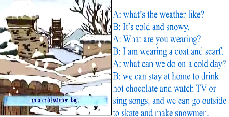 A: what's the weather like?
B: It's cold and snowy.
A: What are you wearing?
B: I am wearing a coat and scarf.
A: what can we do on a cold day?
B: we can stay at home to drink
hot chocolate and watch TV or
sing songs, and we can go outside
to skate and make snowmen.